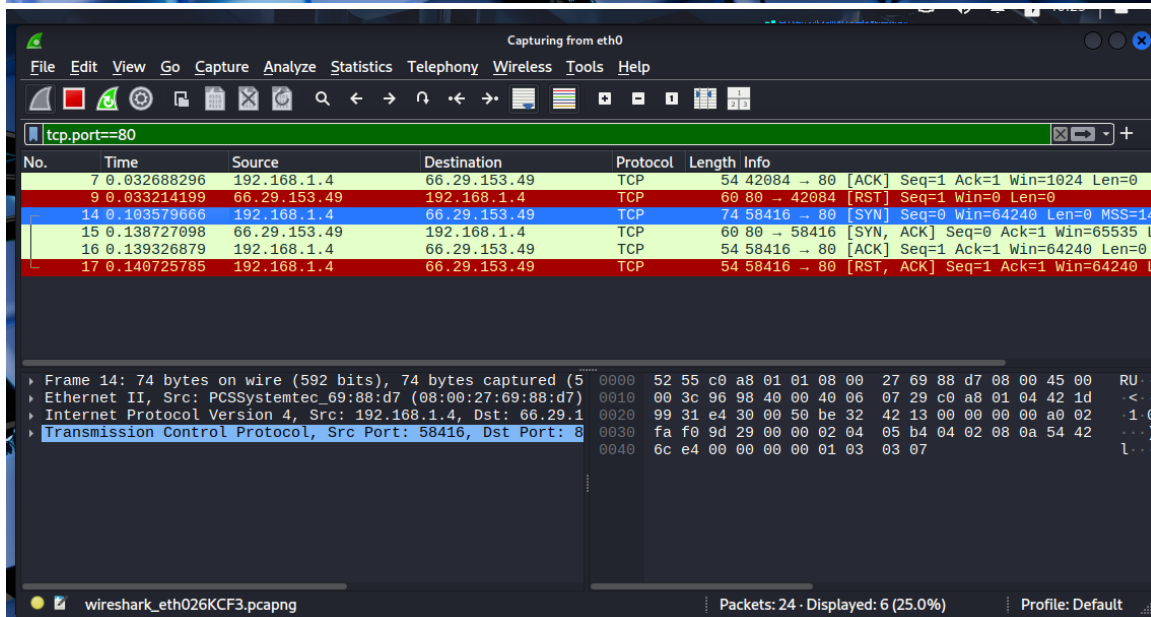 Capturing from eth0
File Edit View Go Capture Analyze Statistics Telephony Wireless Tools Help
tcp.port==80
No. Time Source Destination Protocol Length Info
7 0.032688296 192.168.1.4 66.29.153.49 TCP 54 42084 → 80 [ACK] Seq=1 Ack=1 Win=1024 Len=0
9 0.033214199 66.29.153.49 192.168.1.4 TCP 60 80 → 42084 [RST] Seq=1 Win=0 Len=0
14 0.103579666 192.168.1.4 66.29.153.49 TCP 74 58416 → 80 [SYN] Seq=0 Win=64240 Len=0 MSS=14
15 0.138727098 66.29.153.49 192.168.1.4 TCP 60 80 → 58416 [SYN, ACK] Seq=0 Ack=1 Win=65535 L
16 0.139326879 192.168.1.4 66.29.153.49 TCP 54 58416 → 80 [ACK] Seq=1 Ack=1 Win=64240 Len=0
17 0.140725785 192.168.1.4 66.29.153.49 TCP 54 58416 → 80 [RST, ACK] Seq=1 Ack=1 Win=64240 L
Frame 14: 74 bytes on wire (592 bits), 74 bytes captured (5
Ethernet II, Src: PCSSystemtec_69:88:d7 (08:00:27:69:88:d7)
Internet Protocol Version 4, Src: 192.168.1.4, Dst: 66.29.1
Transmission Control Protocol, Src Port: 58416, Dst Port: 8
0000 52 55 c0 a8 01 01 08 00 27 69 88 d7 08 00 45 00 RU·
0010 00 3c 96 98 40 00 40 06 07 29 c0 a8 01 04 42 1d ·<·
0020 99 31 e4 30 00 50 be 32 42 13 00 00 00 00 a0 02 ·1·0
0030 fa f0 9d 29 00 00 02 04 05 b4 04 02 08 0a 54 42 ···)
0040 6c e4 00 00 00 00 01 03 03 07 l···
wireshark_eth026KCF3.pcapng Packets: 24 · Displayed: 6 (25.0%) Profile: Default